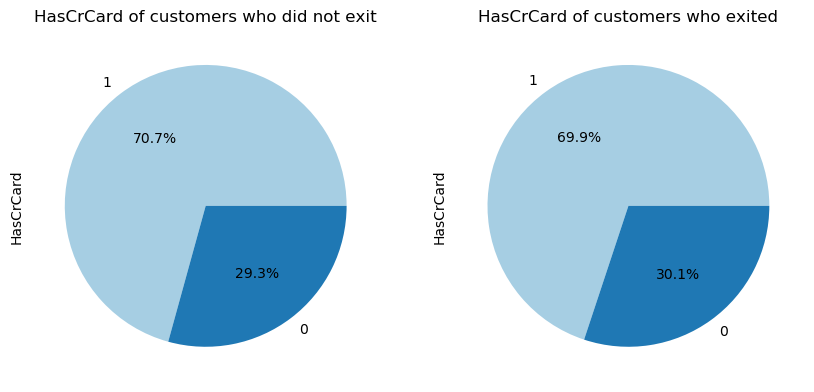 HasCrCard of customers who did not exit
1
70.7%
HasCrCard
29.3%
0
HasCrCard of customers who exited
1
69.9%
HasCrCard
30.1%
0